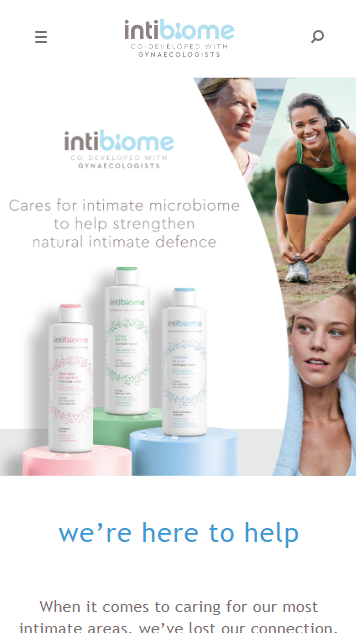 intibiome
CO-DEVELOPED WITH
GYNAECOLOGISTS
intibiome
CO-DEVELOPED WITH
GYNAECOLOGISTS
Cares for intimate microbiome
to help strengthen
natural intimate defence
intibiome
intibiome
intibiome
we're here to help
When it comes to caring for our most
intimate areas, we've lost our connection.